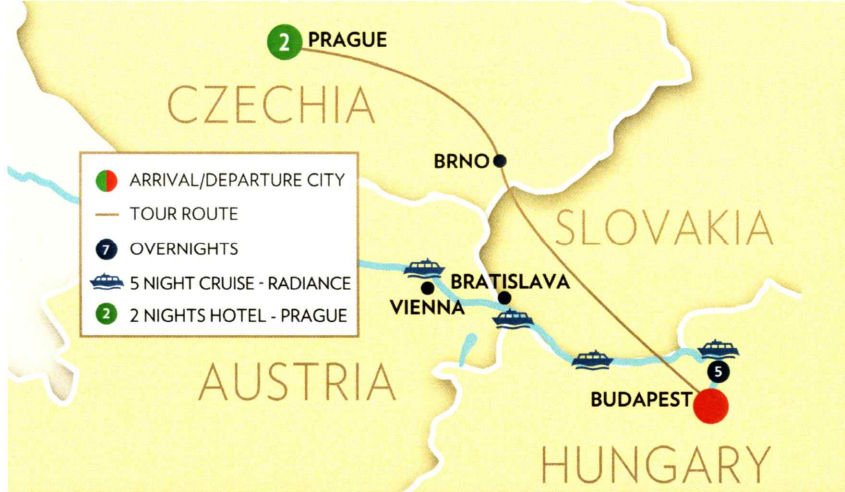 2 PRAGUE
CZECHIA
BRNO
ARRIVAL/DEPARTURE CITY
TOUR ROUTE
7 OVERNIGHTS
5 NIGHT CRUISE - RADIANCE
2 2 NIGHTS HOTEL - PRAGUE
SLOVAKIA
BRATISLAVA
VIENNA
AUSTRIA
5
BUDAPEST
HUNGARY